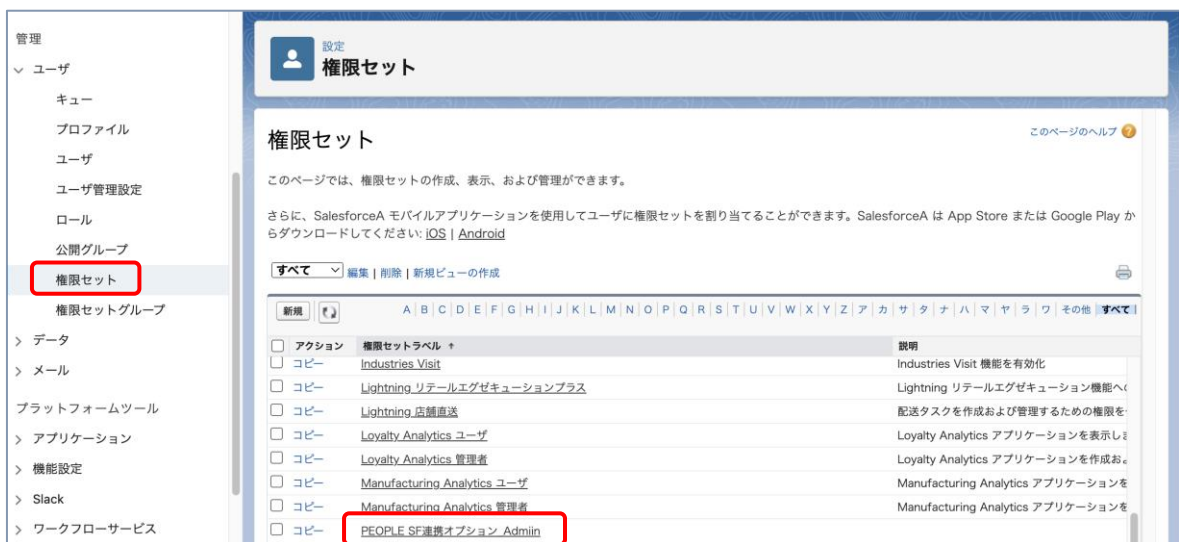 管理
ユーザ
キュー
プロファイル
ユーザ
ユーザ管理設定
ロール
公開グループ
権限セット
権限セットグループ
データ
メール
プラットフォームツール
アプリケーション
機能設定
Slack
ワークフローサービス
設定
権限セット
権限セット
このページのヘルプ
このページでは、権限セットの作成、表示、および管理ができます。
さらに、SalesforceA モバイルアプリケーションを使用してユーザに権限セットを割り当てることができます。SalesforceA は App Store または Google Play か
らダウンロードしてください: iOS | Android
すべて 編集 | 削除 | 新規ビューの作成
新規 A | B | C | D | E | F | G | H | I | J | K | L | M | N | O | P | Q | R | S | T | U | V | W | X | Y | Z | ア | カ | サ | タ | ナ | ハ | マ | ヤ | ラ | ワ | その他 | すべて
アクション 権限セットラベル ↑ 説明
コピー Industries Visit Industries Visit 機能を有効化
コピー Lightning リテールエグゼキューションプラス Lightning リテールエグゼキューション機能へ
コピー Lightning 店舗直送 配送タスクを作成および管理するための権限を
コピー Loyalty Analytics ユーザ Loyalty Analytics アプリケーションを表示し
コピー Loyalty Analytics 管理者 Loyalty Analytics アプリケーションを作成お
コピー Manufacturing Analytics ユーザ Manufacturing Analytics アプリケーションを
コピー Manufacturing Analytics 管理者 Manufacturing Analytics アプリケーションを
コピー PEOPLE SF連携オプション_Admiin